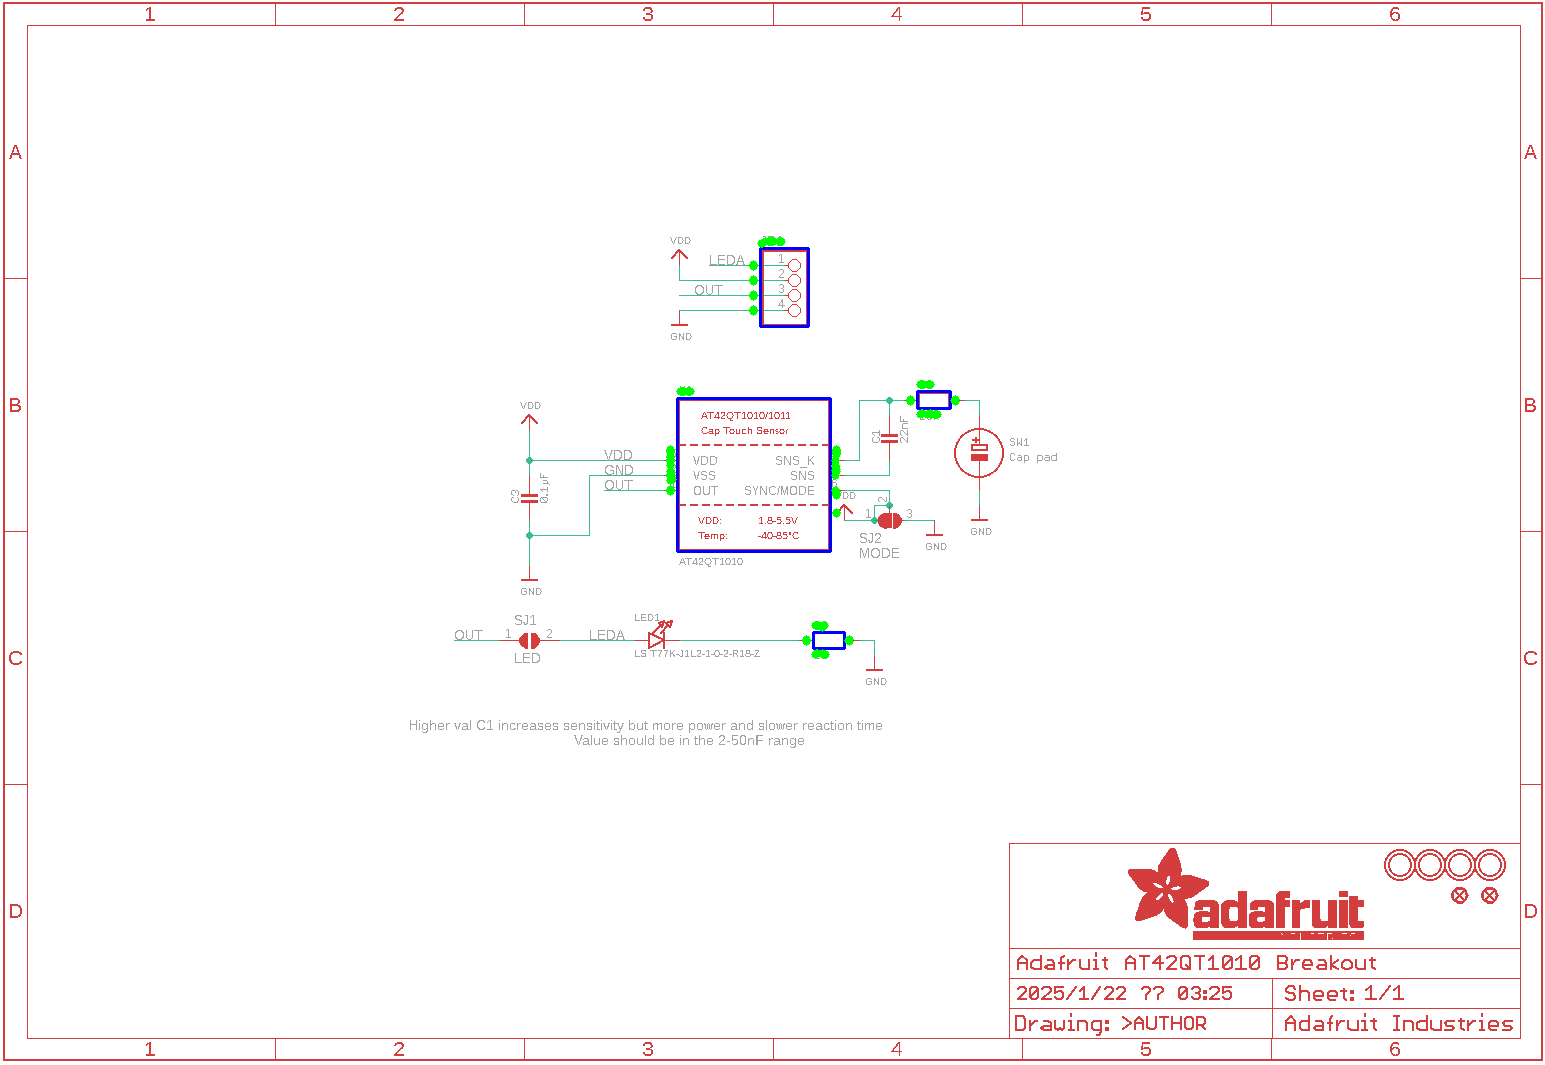 1 2 3 4 5 6
A A
VDD
LEDA 1
2
OUT 3
4
GND
B B
VDD
AT42QT1010/1011
Cap Touch Sensor
C1
22nF
SW1
Cap pad
VDD
GND
OUT
VDD
VSS
OUT
SNS_K
SNS
SYNC/MODE
C3
0.1µF
1 2 3
VDD: 1.8-5.5V
Temp: -40-85°C
SJ2
MODE
GND
GND
AT42QT1010
GND
OUT 1 SJ1 2
LED
LEDA
LED1
LS T77K-J1L2-1-0-2-R18-Z
GND
C C
Higher val C1 increases sensitivity but more power and slower reaction time
Value should be in the 2-50nF range
D D
adafruit
Adafruit AT42QT1010 Breakout
2025/1/22 ?? 03:25 Sheet: 1/1
Drawing: >AUTHOR Adafruit Industries
1 2 3 4 5 6